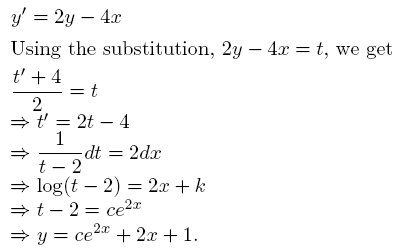 y′ = 2y − 4x
Using the substitution, 2y − 4x = t, we get
(t′ + 4)/2 = t
⇒ t′ = 2t − 4
⇒ 1/(t − 2) dt = 2dx
⇒ log(t − 2) = 2x + k
⇒ t − 2 = ce^{2x}
⇒ y = ce^{2x} + 2x + 1.